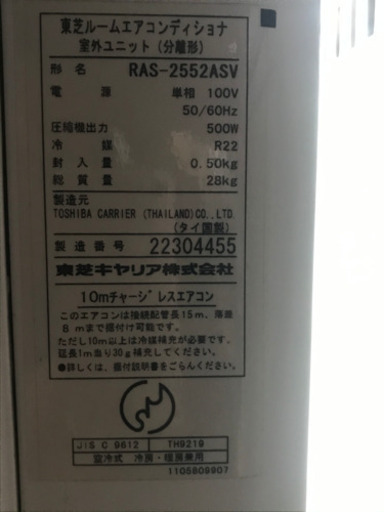 東芝ルームエアコンディショナ
室外ユニット(分離形)
形名 RAS-2552ASV
電源 単相 100V
50/60Hz
圧縮機出力 500W
冷媒 R22
封入量 0.50kg
総質量 28kg
製造元
TOSHIBA CARRIER (THAILAND) CO., LTD.
(タイ国製)
製造番号 22304455
東芝キヤリア株式会社
10mチャージレスエアコン
このエアコンは接続配管長15m、落差
8mまで据付け可能です。
ただし10m以上は冷媒補充が必要です。
延長1m当り30g補充してください。
●詳しくは、据付説明書をごらんください。
JIS C 9612 TH9219
空冷式 冷房・暖房兼用
1105809907